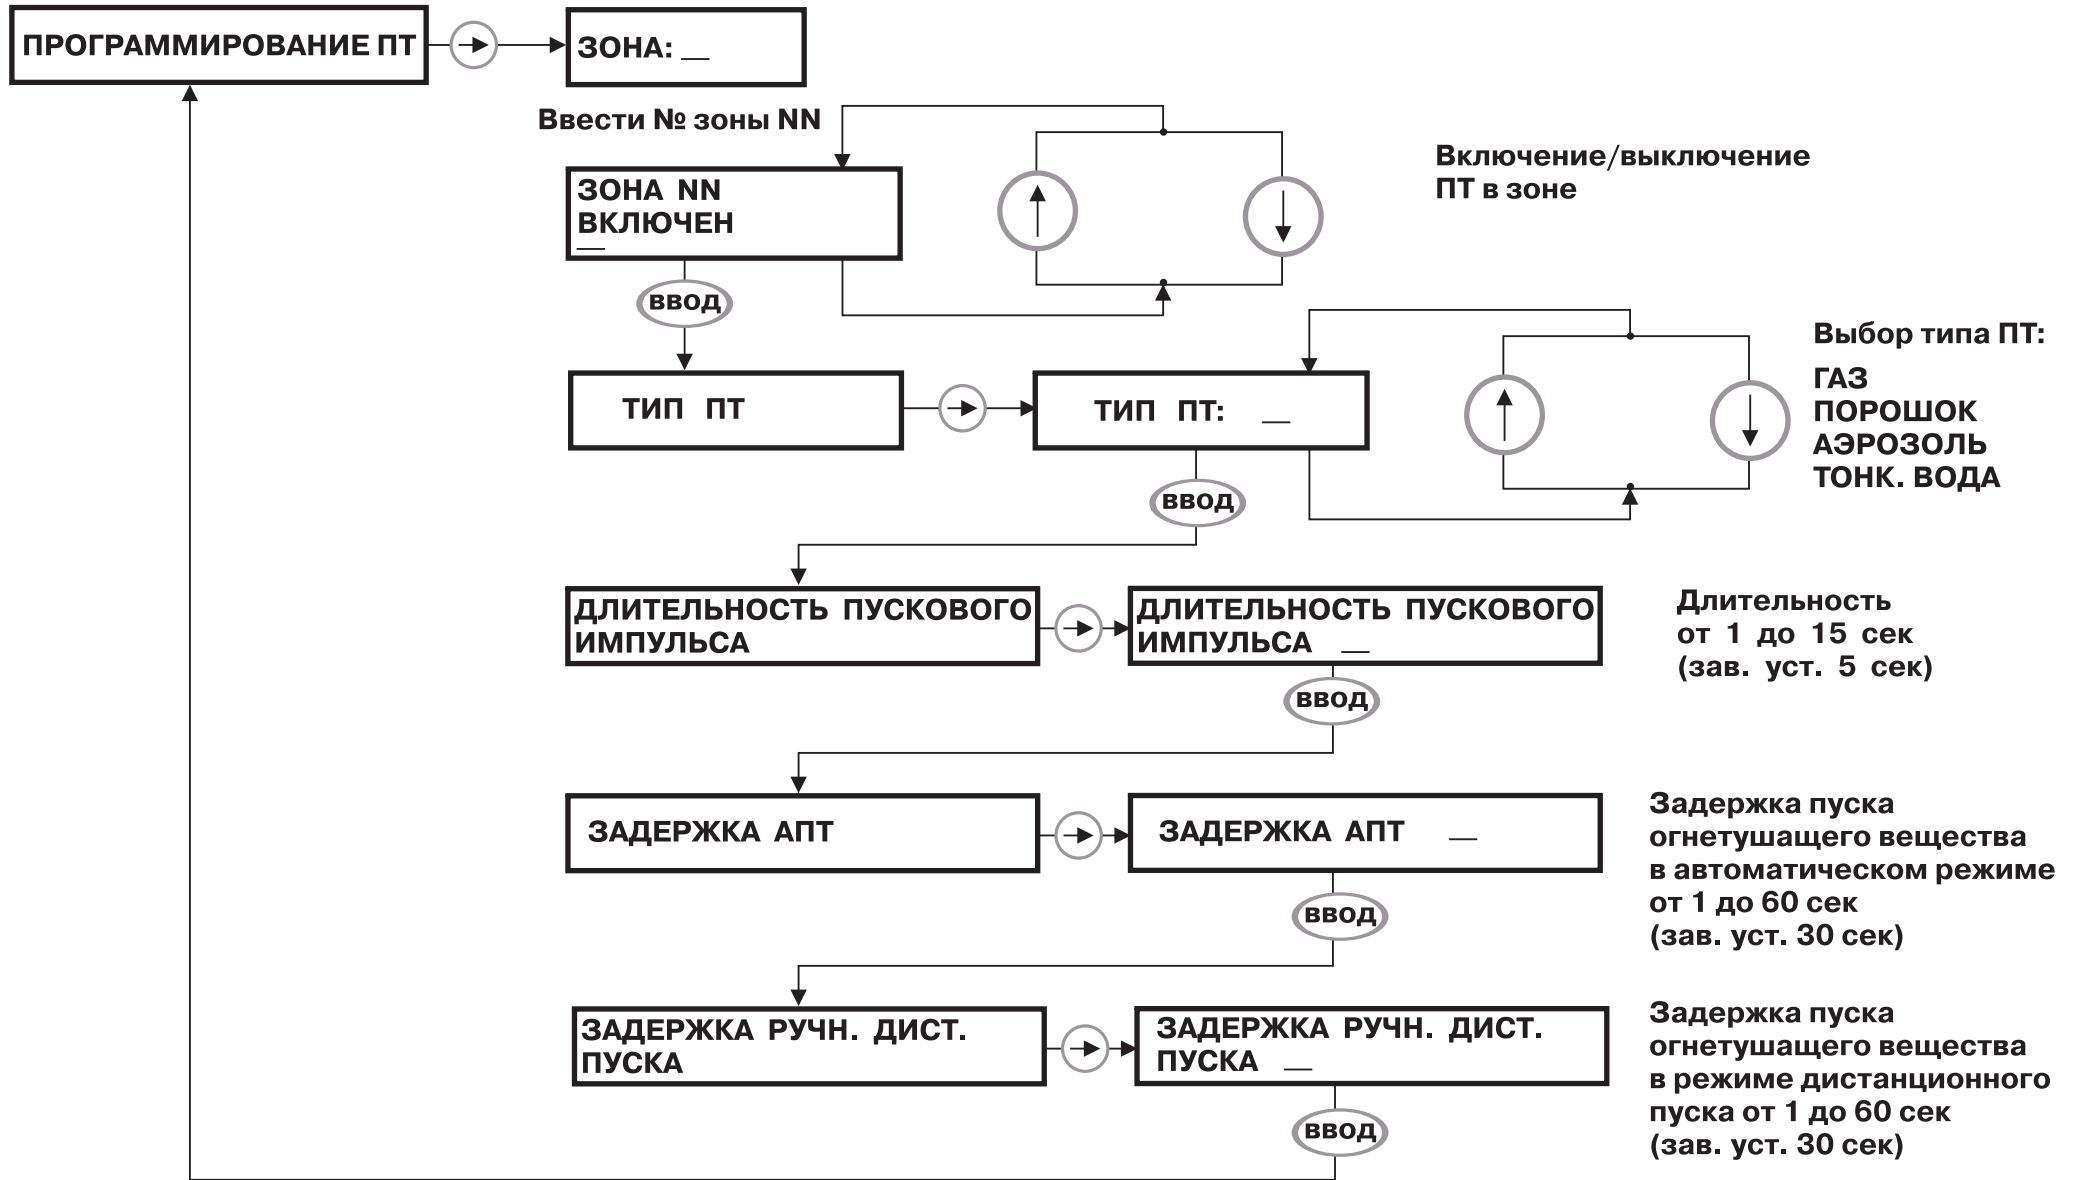 ПРОГРАММИРОВАНИЕ ПТ
ЗОНА: __
Ввести № зоны NN
ЗОНА NN
ВКЛЮЧЕН
__
Включение/выключение
ПТ в зоне
ввод
ТИП ПТ
ТИП ПТ: __
Выбор типа ПТ:
ГАЗ
ПОРОШОК
АЭРОЗОЛЬ
ТОНК. ВОДА
ввод
ДЛИТЕЛЬНОСТЬ ПУСКОВОГО
ИМПУЛЬСА
ДЛИТЕЛЬНОСТЬ ПУСКОВОГО
ИМПУЛЬСА __
Длительность
от 1 до 15 сек
(зав. уст. 5 сек)
ввод
ЗАДЕРЖКА АПТ
ЗАДЕРЖКА АПТ __
Задержка пуска
огнетушащего вещества
в автоматическом режиме
от 1 до 60 сек
(зав. уст. 30 сек)
ввод
ЗАДЕРЖКА РУЧН. ДИСТ.
ПУСКА
ЗАДЕРЖКА РУЧН. ДИСТ.
ПУСКА __
Задержка пуска
огнетушащего вещества
в режиме дистанционного
пуска от 1 до 60 сек
(зав. уст. 30 сек)
ввод